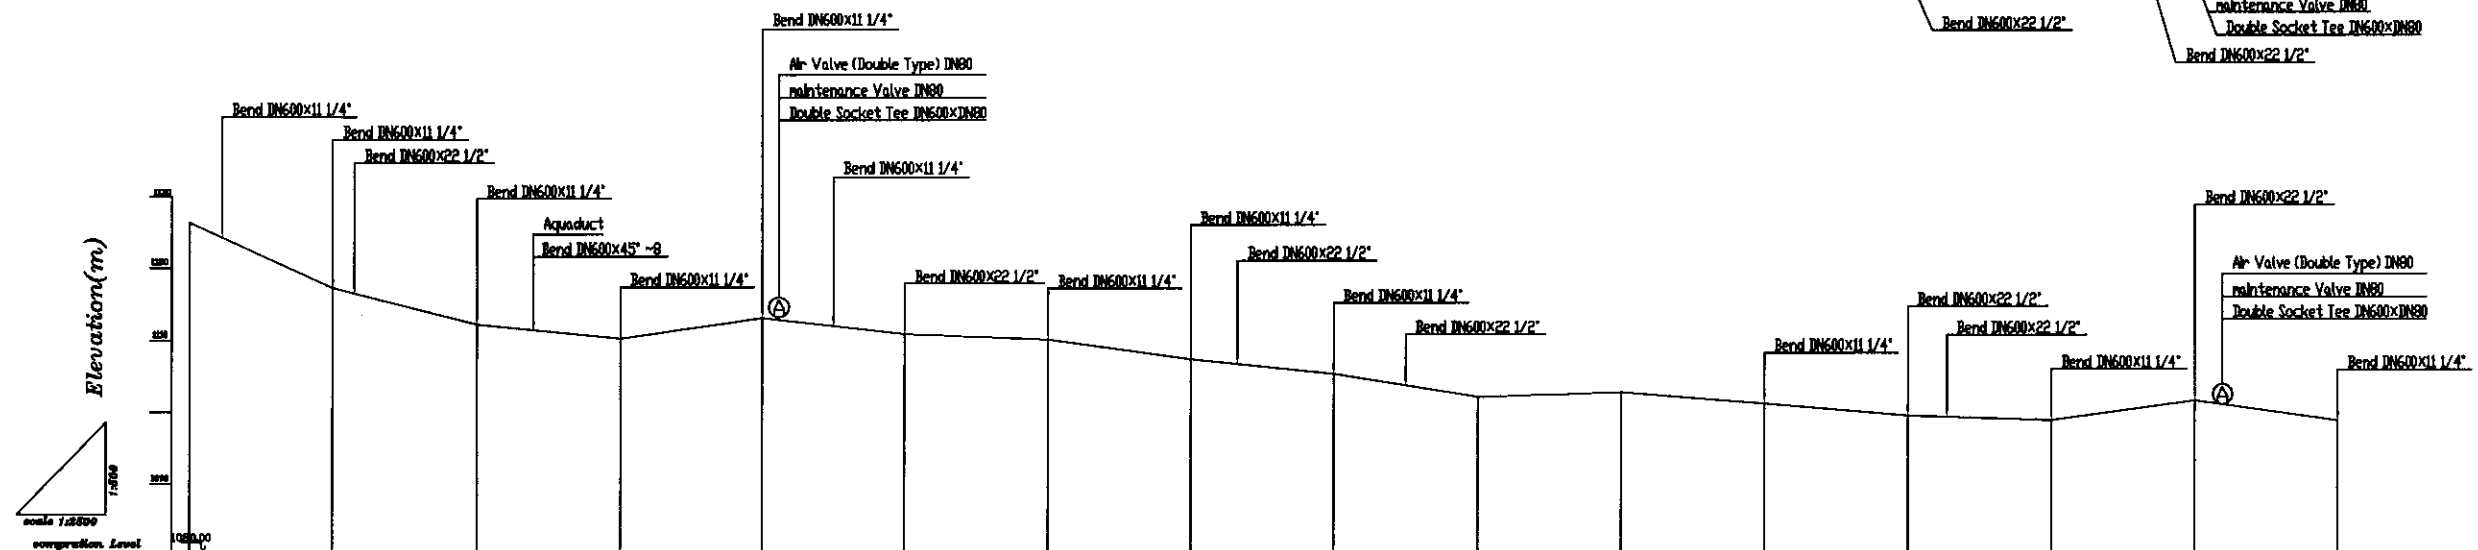 Bend DN600×11 1/4°
Air Valve (Double Type) DN80
maintenance Valve DN80
Double Socket Tee DN600×DN80
Bend DN600×22 1/2°
maintenance Valve DN80
Double Socket Tee DN600×DN80
Bend DN600×22 1/2°
Bend DN600×11 1/4°
Bend DN600×11 1/4°
Bend DN600×22 1/2°
Bend DN600×11 1/4°
Aquaduct
Bend DN600×45° ~8
Bend DN600×11 1/4°
Bend DN600×11 1/4°
Bend DN600×22 1/2°
Bend DN600×11 1/4°
Bend DN600×11 1/4°
Bend DN600×22 1/2°
Bend DN600×11 1/4°
Bend DN600×22 1/2°
Bend DN600×11 1/4°
Bend DN600×22 1/2°
Bend DN600×22 1/2°
Bend DN600×11 1/4°
Bend DN600×22 1/2°
Air Valve (Double Type) DN80
maintenance Valve DN80
Double Socket Tee DN600×DN80
Bend DN600×11 1/4°
A
A
Elevation(m)
1:500
scale 1:2500
compration Level
1080.00